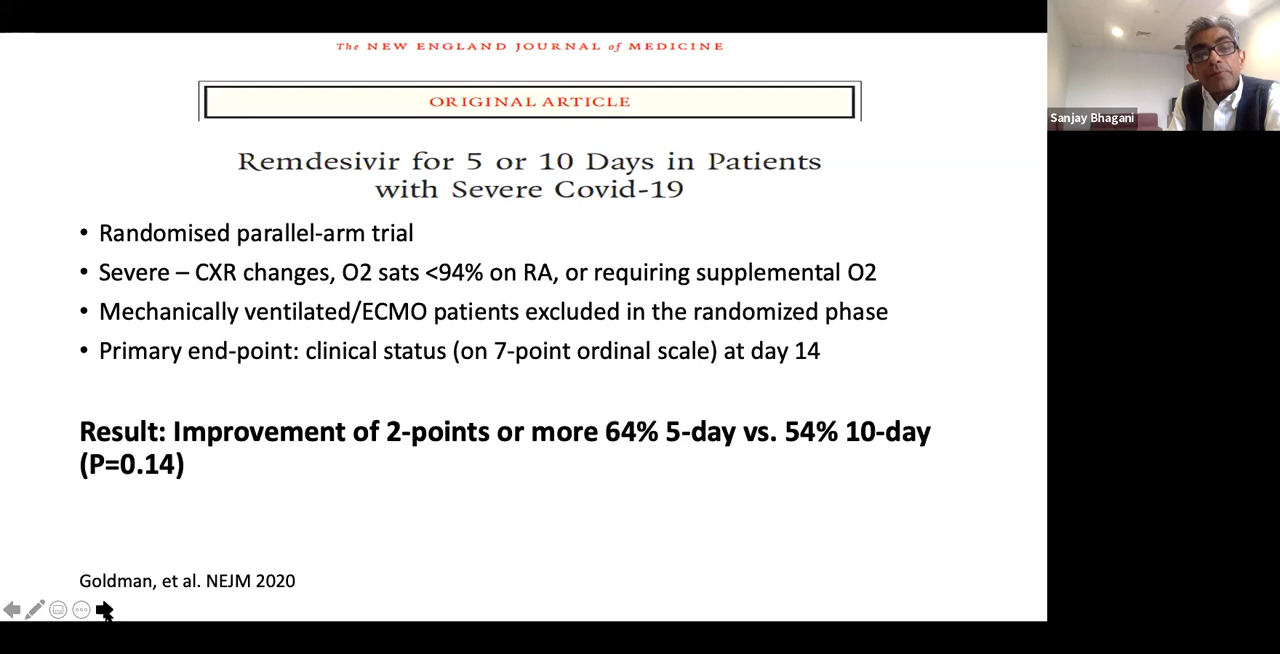 The NEW ENGLAND JOURNAL of MEDICINE
ORIGINAL ARTICLE
Remdesivir for 5 or 10 Days in Patients
with Severe Covid-19
• Randomised parallel-arm trial
• Severe – CXR changes, O2 sats <94% on RA, or requiring supplemental O2
• Mechanically ventilated/ECMO patients excluded in the randomized phase
• Primary end-point: clinical status (on 7-point ordinal scale) at day 14
Result: Improvement of 2-points or more 64% 5-day vs. 54% 10-day
(P=0.14)
Goldman, et al. NEJM 2020
Sanjay Bhagani